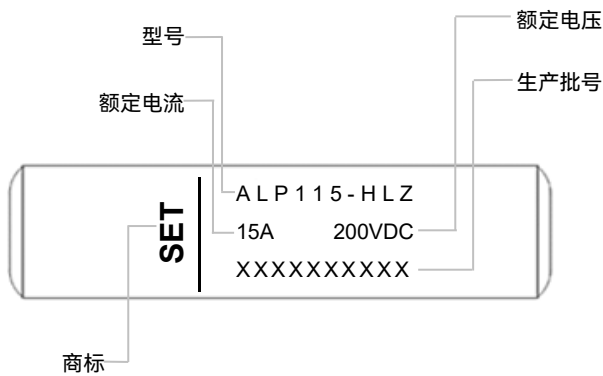 额定电压
型号
生产批号
额定电流
ALP115-HLZ
15A 200VDC
XXXXXXXXXX
SET
商标